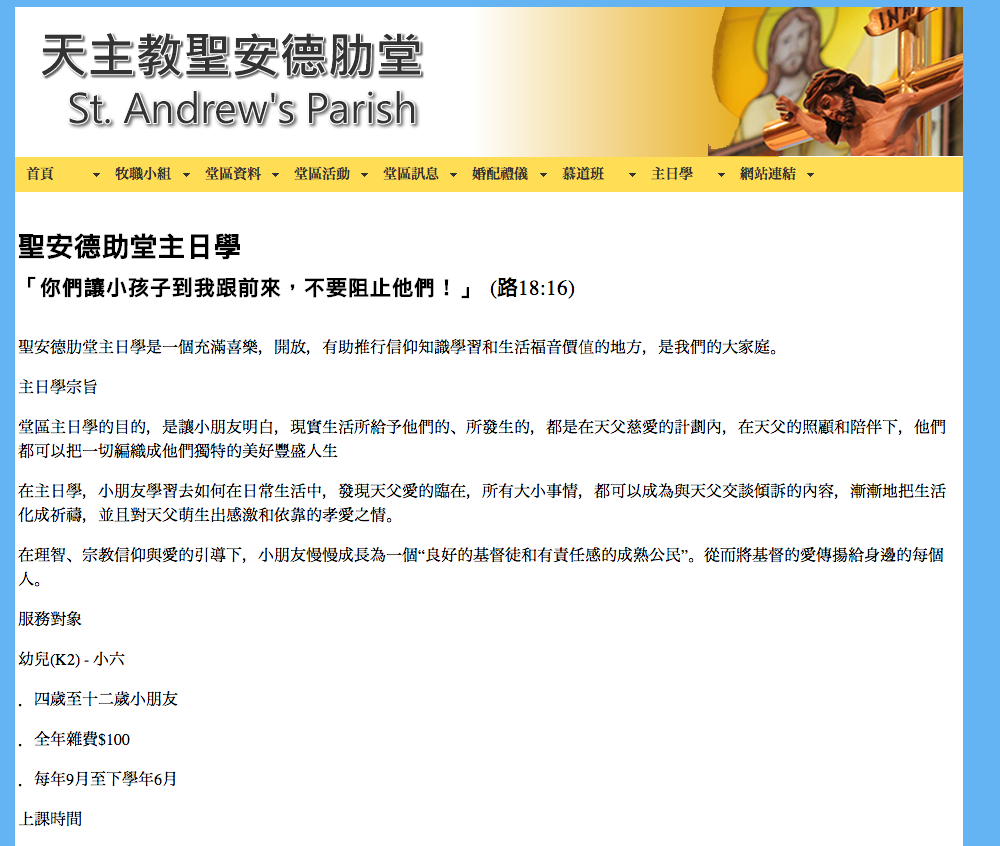 天主教聖安德肋堂
St. Andrew's Parish
INRI
首頁 牧職小組 堂區資料 堂區活動 堂區訊息 婚配禮儀 慕道班 主日學 網站連結
聖安德助堂主日學
「你們讓小孩子到我跟前來，不要阻止他們！」 (路18:16)
聖安德肋堂主日學是一個充滿喜樂，開放，有助推行信仰知識學習和生活福音價值的地方，是我們的大家庭。
主日學宗旨
堂區主日學的目的，是讓小朋友明白，現實生活所給予他們的、所發生的，都是在天父慈愛的計劃內，在天父的照顧和陪伴下，他們
都可以把一切編織成他們獨特的美好豐盛人生
在主日學，小朋友學習去如何在日常生活中，發現天父愛的臨在，所有大小事情，都可以成為與天父交談傾訴的內容，漸漸地把生活
化成祈禱，並且對天父萌生出感激和依靠的孝愛之情。
在理智、宗教信仰與愛的引導下，小朋友慢慢成長為一個“良好的基督徒和有責任感的成熟公民”。從而將基督的愛傳揚給身邊的每個
人。
服務對象
幼兒(K2) - 小六
．四歲至十二歲小朋友
．全年雜費$100
．每年9月至下學年6月
上課時間